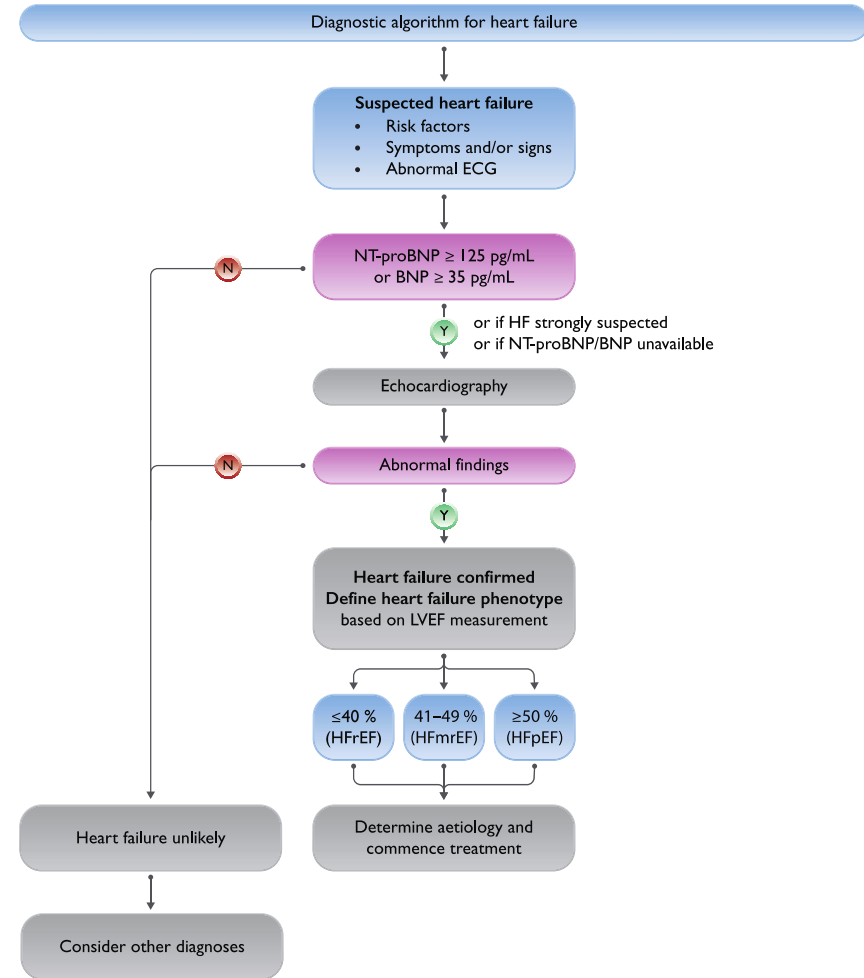 Diagnostic algorithm for heart failure
Suspected heart failure
• Risk factors
• Symptoms and/or signs
• Abnormal ECG
NT-proBNP ≥ 125 pg/mL
or BNP ≥ 35 pg/mL
N
Y
or if HF strongly suspected
or if NT-proBNP/BNP unavailable
Echocardiography
Abnormal findings
N
Y
Heart failure confirmed
Define heart failure phenotype
based on LVEF measurement
≤40 %
(HFrEF)
41–49 %
(HFmrEF)
≥50 %
(HFpEF)
Heart failure unlikely
Determine aetiology and
commence treatment
Consider other diagnoses